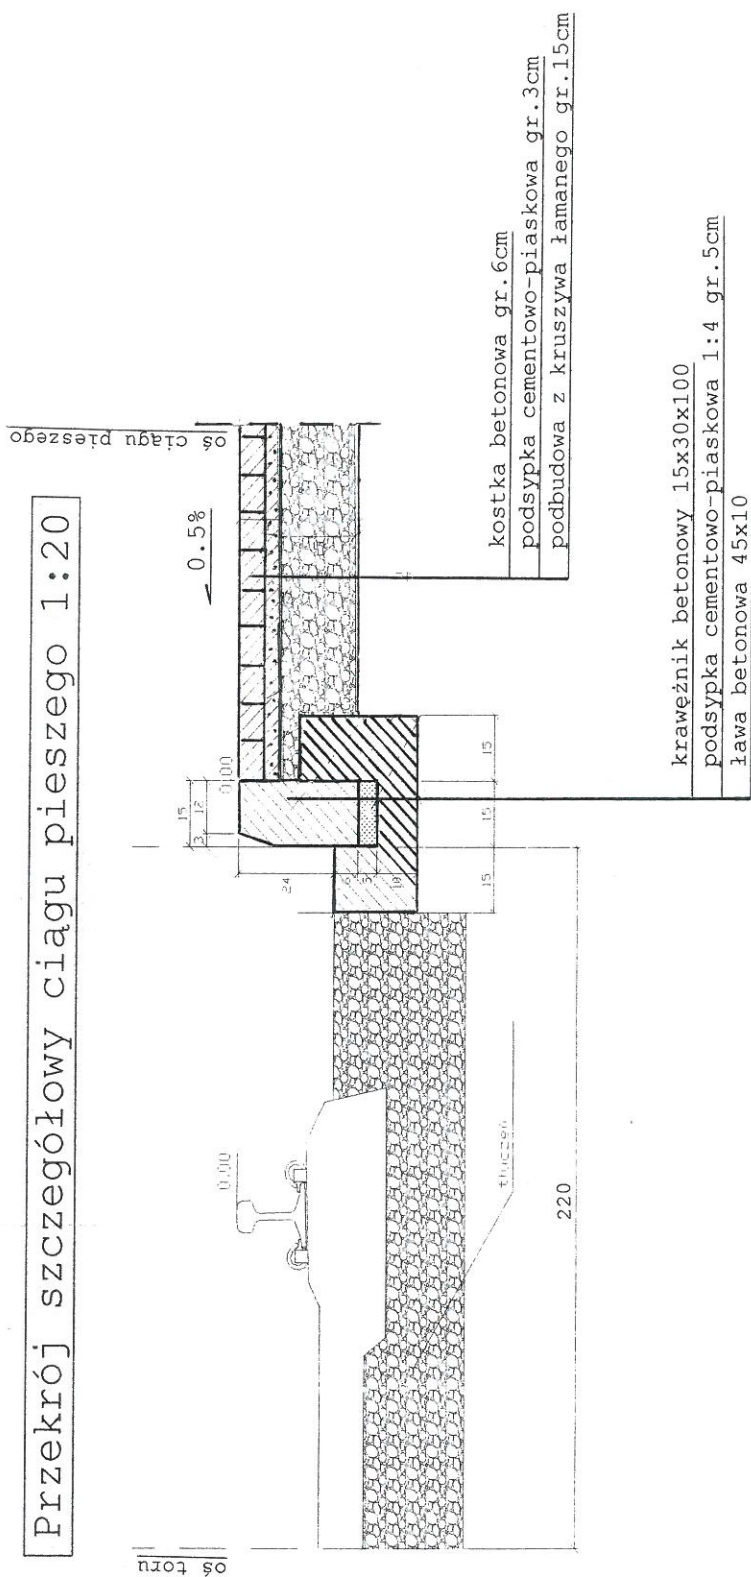 Przekrój szczegółowy ciągu pieszego 1:20
oś toru
oś ciągu pieszego
0.00
0.00
0.5%
15
3
12
24
6
5
10
15
15
15
tłuczeń
220
kostka betonowa gr.6cm
podsypka cementowo-piaskowa gr.3cm
podbudowa z kruszywa łamanego gr.15cm
krawężnik betonowy 15x30x100
podsypka cementowo-piaskowa 1:4 gr.5cm
ława betonowa 45x10